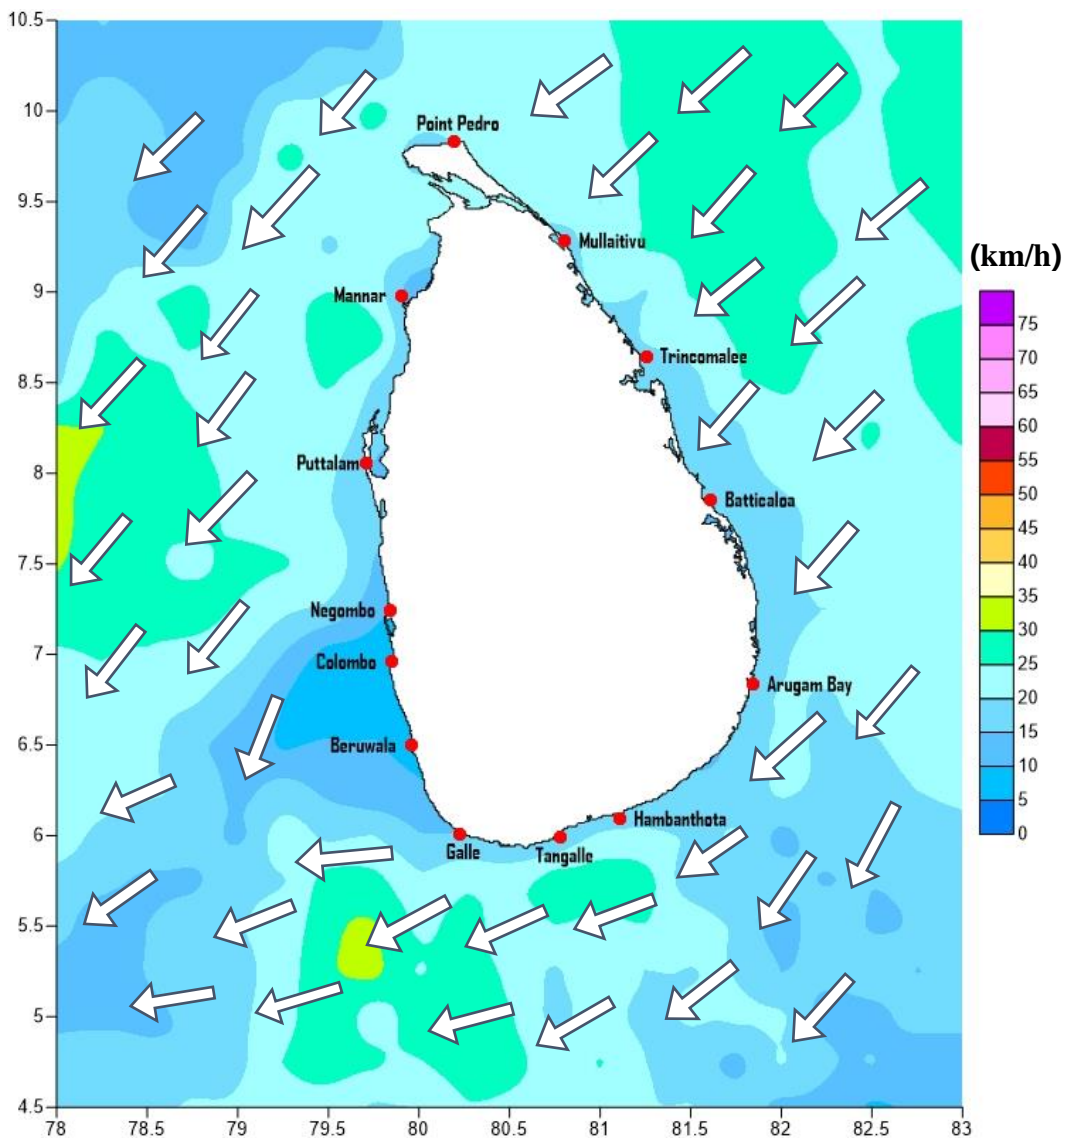 10.5
10
Point Pedro
9.5
Mullaitivu
(km/h)
9
Mannar
75
70
Trincomalee
65
8.5
60
55
8
Puttalam
50
Batticaloa
45
7.5
40
35
Negombo
30
7
Colombo
25
Arugam Bay
20
6.5
Beruwala
15
10
5
6
Hambanthota
0
Galle
Tangalle
5.5
5
4.5
78 78.5 79 79.5 80 80.5 81 81.5 82 82.5 83